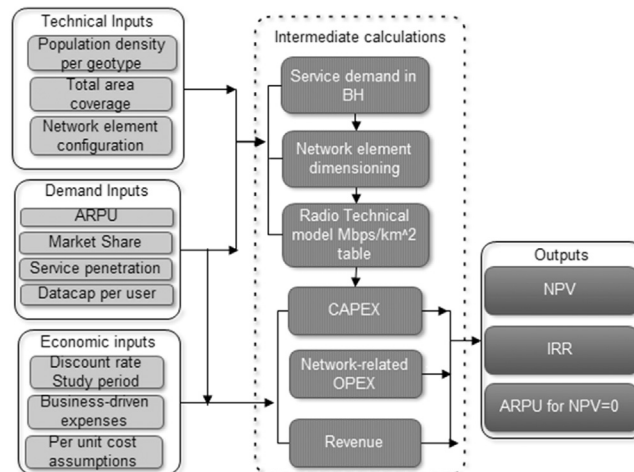 Technical Inputs
Population density
per geotype
Total area
coverage
Network element
configuration
Demand Inputs
ARPU
Market Share
Service penetration
Datacap per user
Economic inputs
Discount rate
Study period
Business-driven
expenses
Per unit cost
assumptions
Intermediate calculations
Service demand in
BH
Network element
dimensioning
Radio Technical
model Mbps/km^2
table
CAPEX
Network-related
OPEX
Revenue
Outputs
NPV
IRR
ARPU for NPV=0